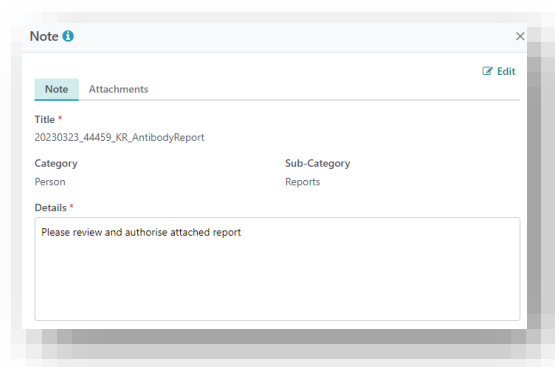 Note
Edit
Note Attachments
Title *
20230323_44459_KR_AntibodyReport
Category Sub-Category
Person Reports
Details *
Please review and authorise attached report